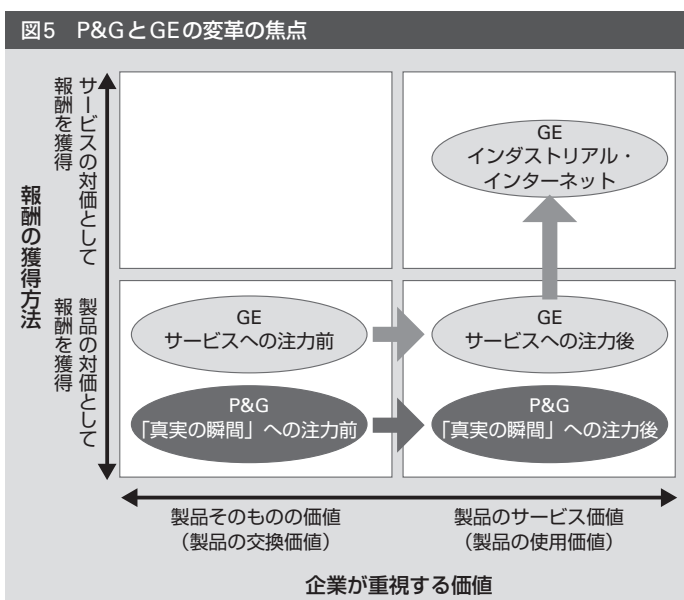 図5 P&GとGEの変革の焦点
報酬の獲得方法
サービスの対価として
報酬を獲得
製品の対価として
報酬を獲得
GE
インダストリアル・
インターネット
GE
サービスへの注力前
GE
サービスへの注力後
P&G
「真実の瞬間」への注力前
P&G
「真実の瞬間」への注力後
製品そのものの価値
（製品の交換価値）
製品のサービス価値
（製品の使用価値）
企業が重視する価値